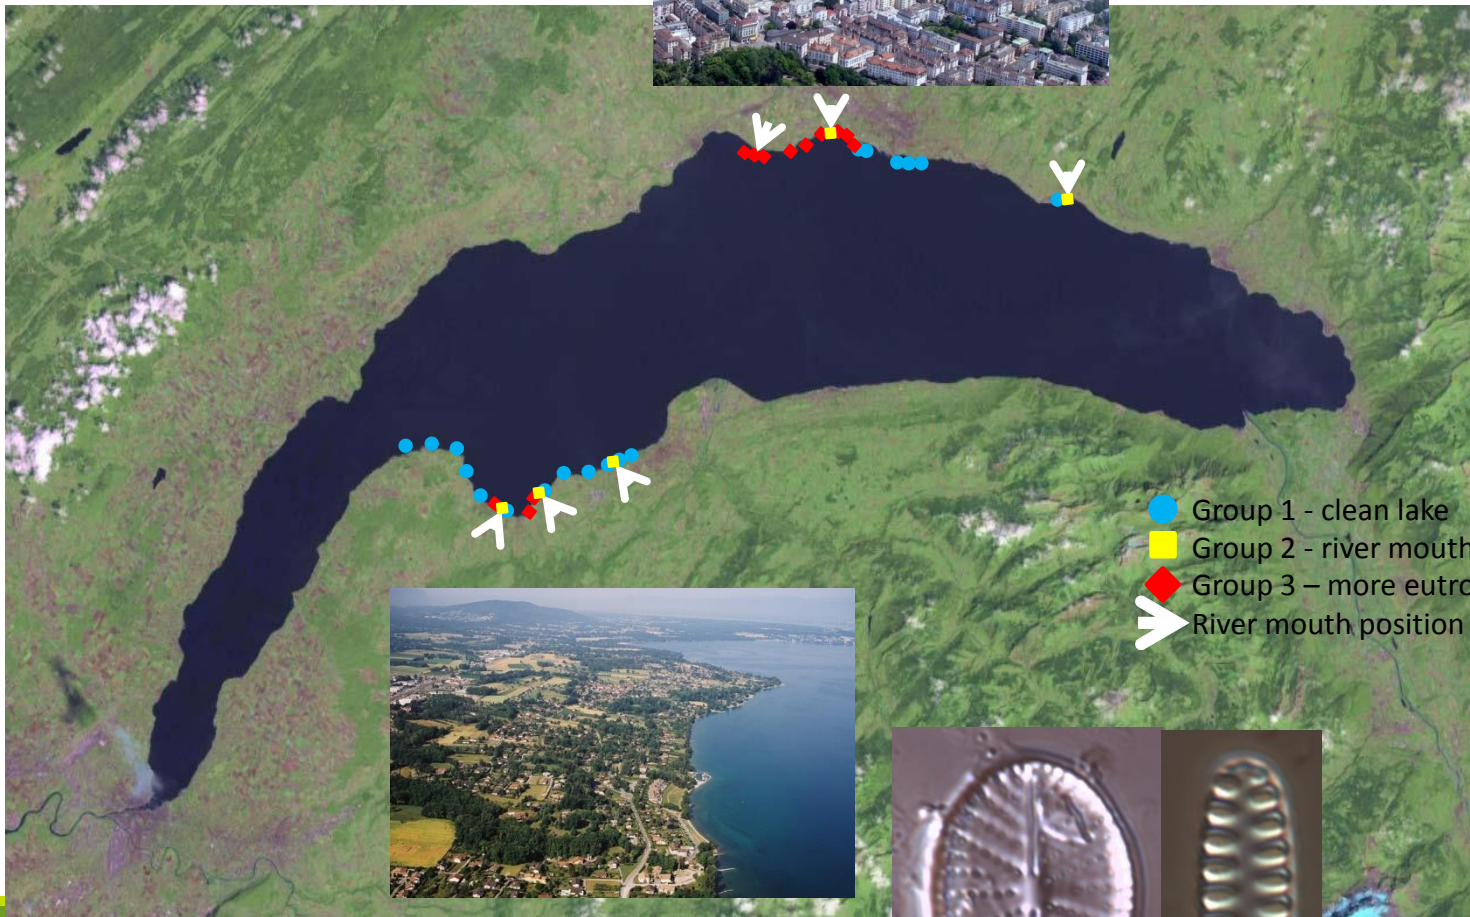 Group 1 - clean lake
Group 2 - river mouth
Group 3 – more eutro
River mouth position